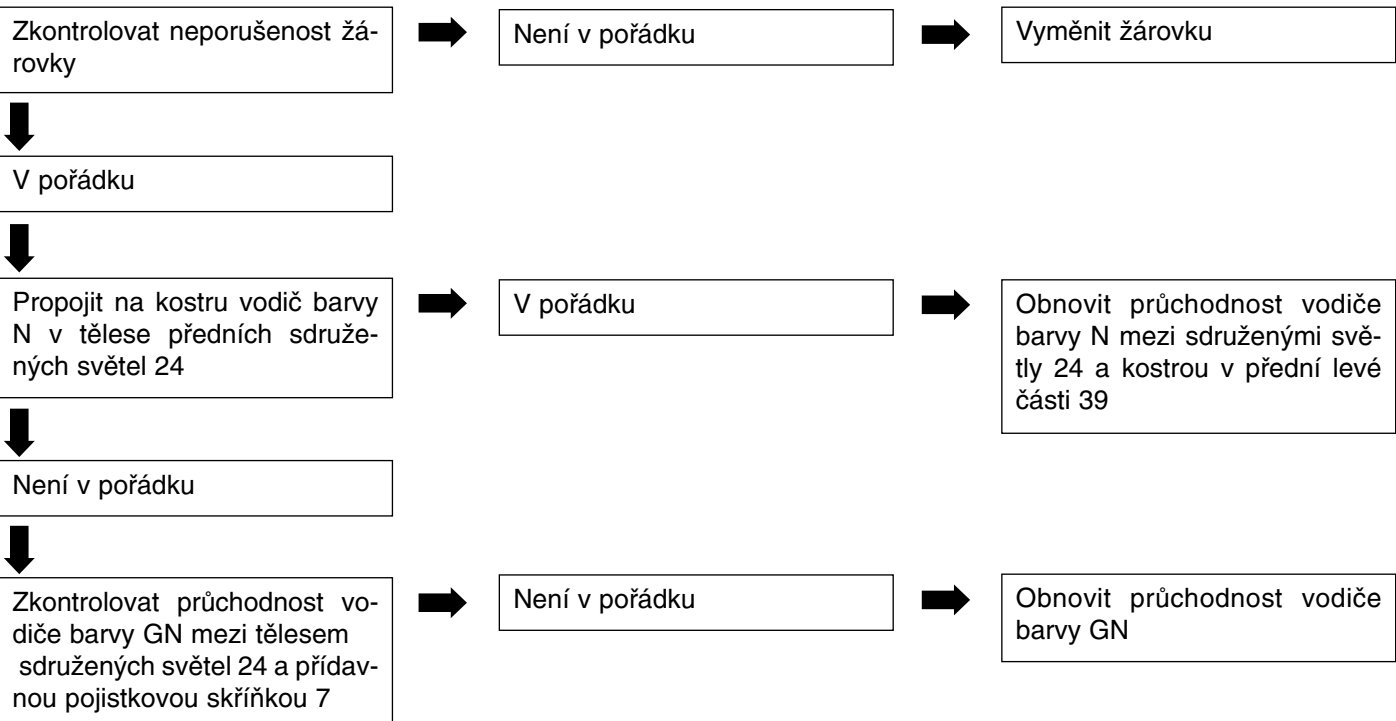 Zkontrolovat neporušenost žá-
rovky
Není v pořádku
Vyměnit žárovku
V pořádku
Propojit na kostru vodič barvy
N v tělese předních sdruže-
ných světel 24
V pořádku
Obnovit průchodnost vodiče
barvy N mezi sdruženými svě-
tly 24 a kostrou v přední levé
části 39
Není v pořádku
Zkontrolovat průchodnost vo-
diče barvy GN mezi tělesem
sdružených světel 24 a přídav-
nou pojistkovou skříňkou 7
Není v pořádku
Obnovit průchodnost vodiče
barvy GN